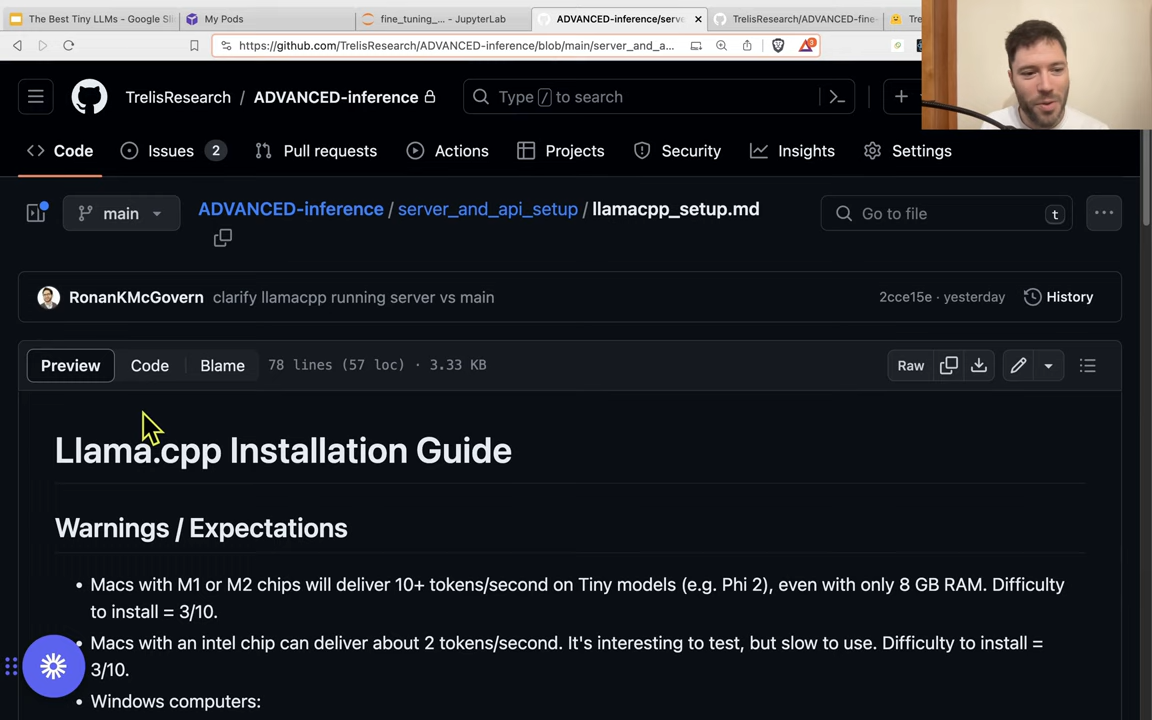 The Best Tiny LLMs - Google Sli
My Pods
fine_tuning_... - JupyterLab
ADVANCED-inference/serve
TrelisResearch/ADVANCED-fine-
https://github.com/TrelisResearch/ADVANCED-inference/blob/main/server_and_a...
TrelisResearch / ADVANCED-inference
Type / to search
Code
Issues 2
Pull requests
Actions
Projects
Security
Insights
Settings
main
ADVANCED-inference / server_and_api_setup / llamacpp_setup.md
Go to file
t
RonanKMcGovern clarify llamacpp running server vs main
2cce15e · yesterday
History
Preview
Code
Blame
78 lines (57 loc) · 3.33 KB
Raw
Llama.cpp Installation Guide
Warnings / Expectations
• Macs with M1 or M2 chips will deliver 10+ tokens/second on Tiny models (e.g. Phi 2), even with only 8 GB RAM. Difficulty
to install = 3/10.
• Macs with an intel chip can deliver about 2 tokens/second. It's interesting to test, but slow to use. Difficulty to install =
3/10.
• Windows computers: